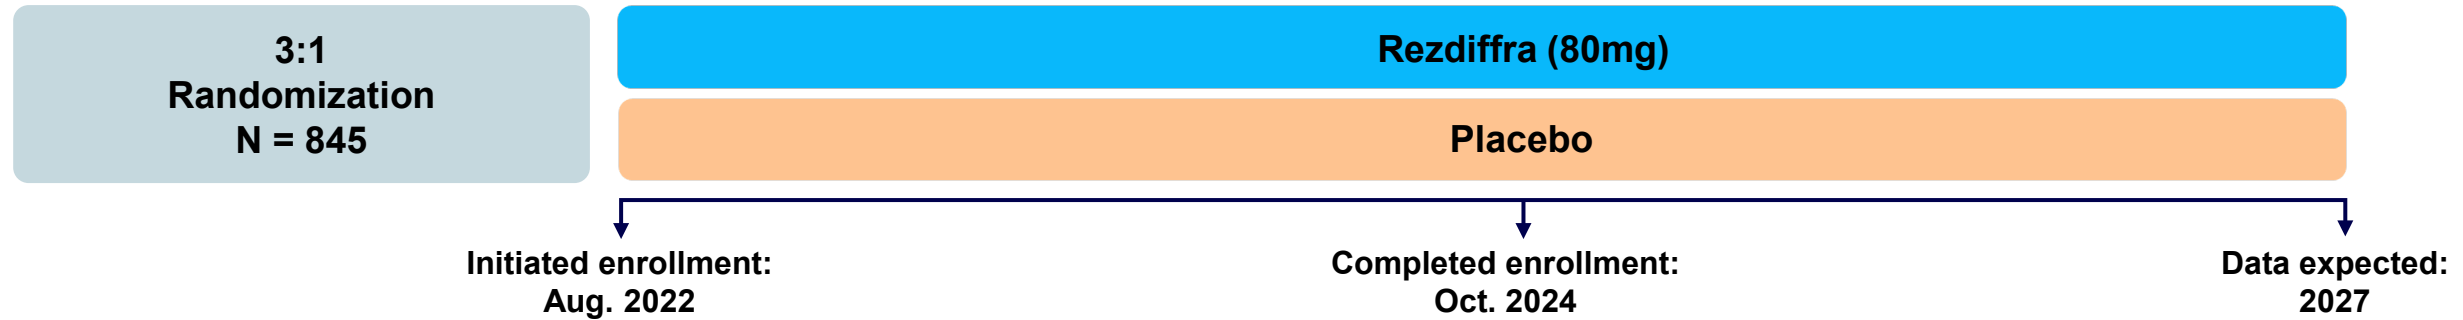 3:1
Randomization
N = 845
Rezdiffra (80mg)
Placebo
Initiated enrollment:
Aug. 2022
Completed enrollment:
Oct. 2024
Data expected:
2027